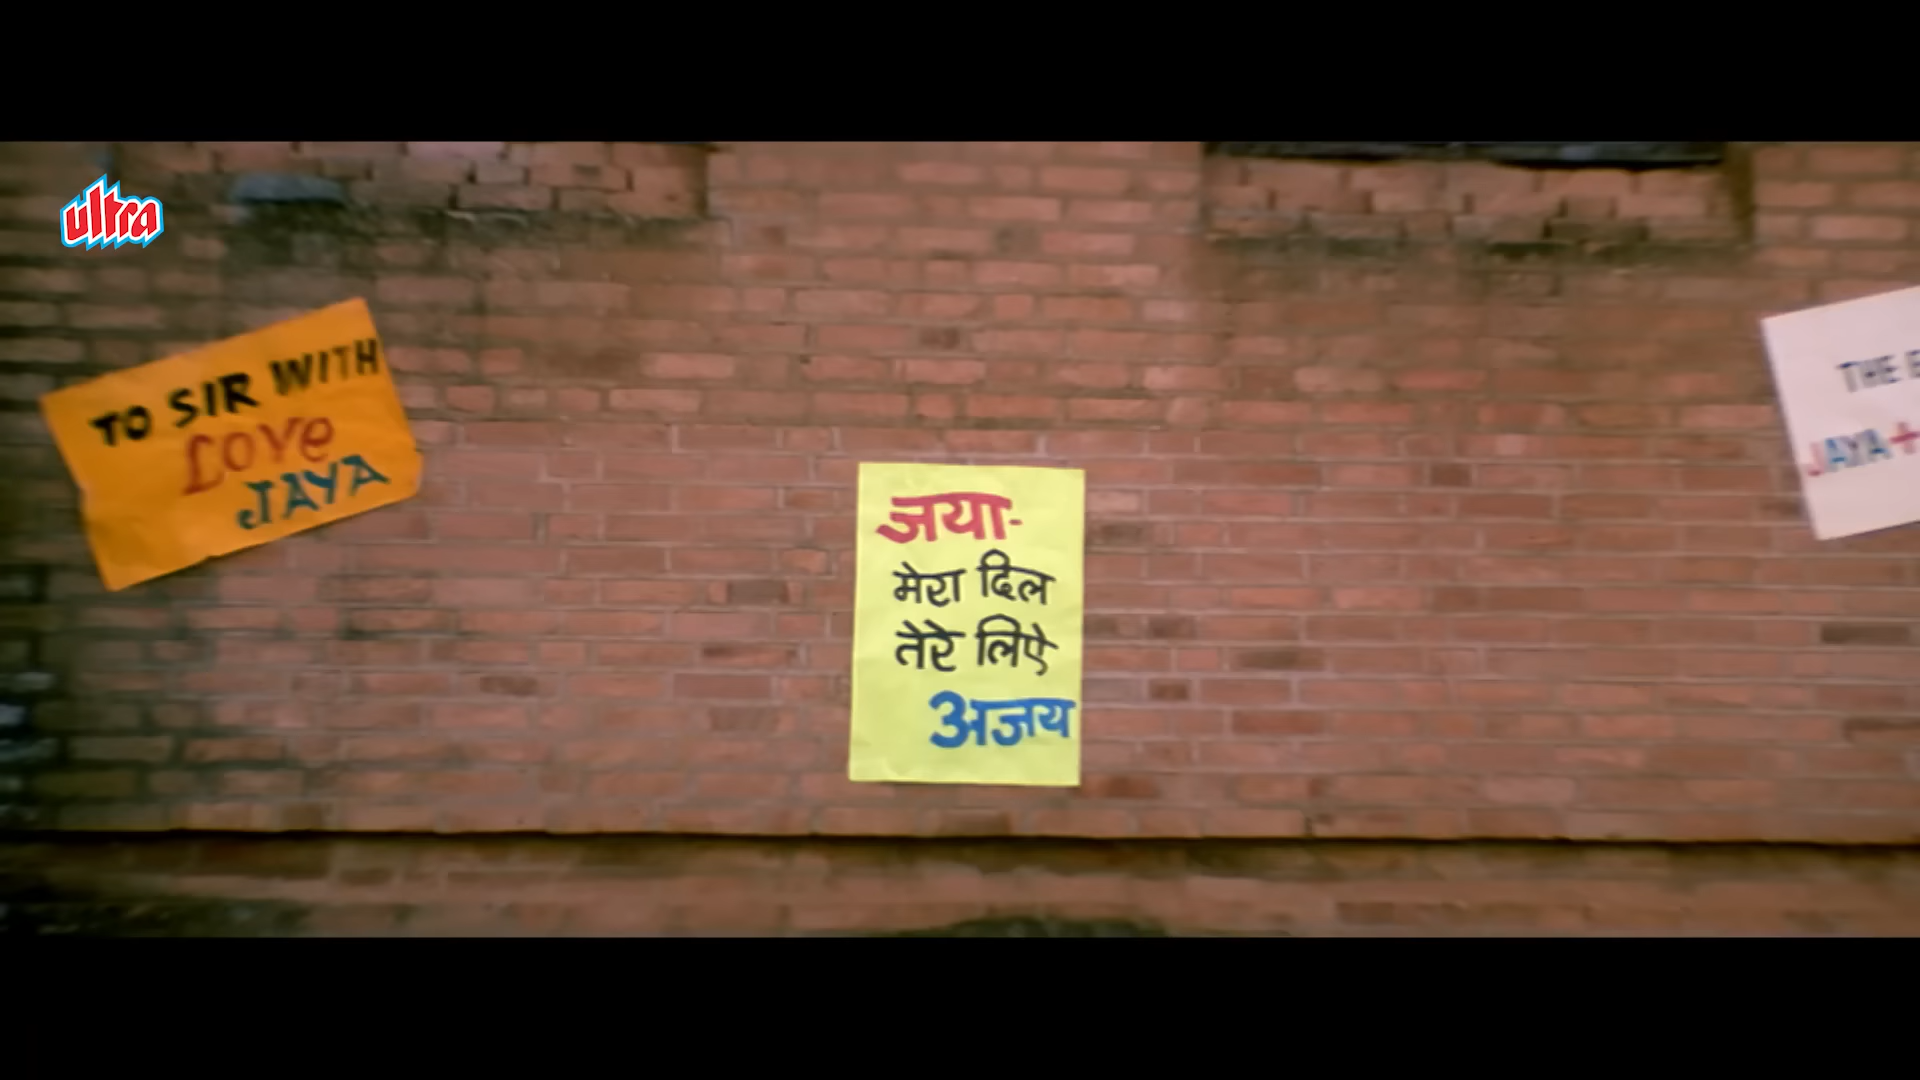 ultra
TO SIR WITH
LOVE
JAYA
जया-
मेरा दिल
तेरे लिऐ
अजय
THE
JAYA+